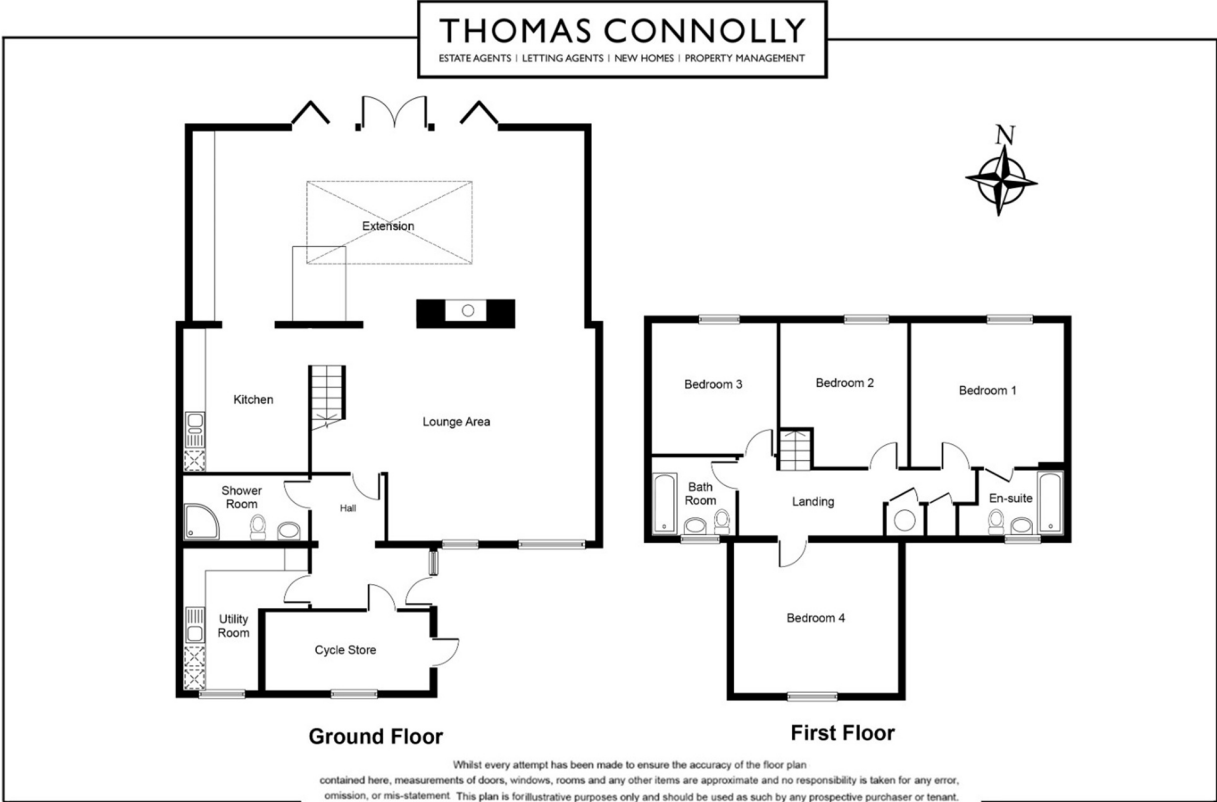 THOMAS CONNOLLY
ESTATE AGENTS | LETTING AGENTS | NEW HOMES | PROPERTY MANAGEMENT
N
Extension
Kitchen
Lounge Area
Shower
Room
Hall
Utility
Room
Cycle Store
Ground Floor
Bedroom 3
Bedroom 2
Bedroom 1
Bath
Room
Landing
En-suite
Bedroom 4
First Floor
Whilst every attempt has been made to ensure the accuracy of the floor plan
contained here, measurements of doors, windows, rooms and any other items are approximate and no responsibility is taken for any error,
omission, or mis-statement This plan is forillustrative purposes only and should be used as such by any prospective purchaser or tenant.